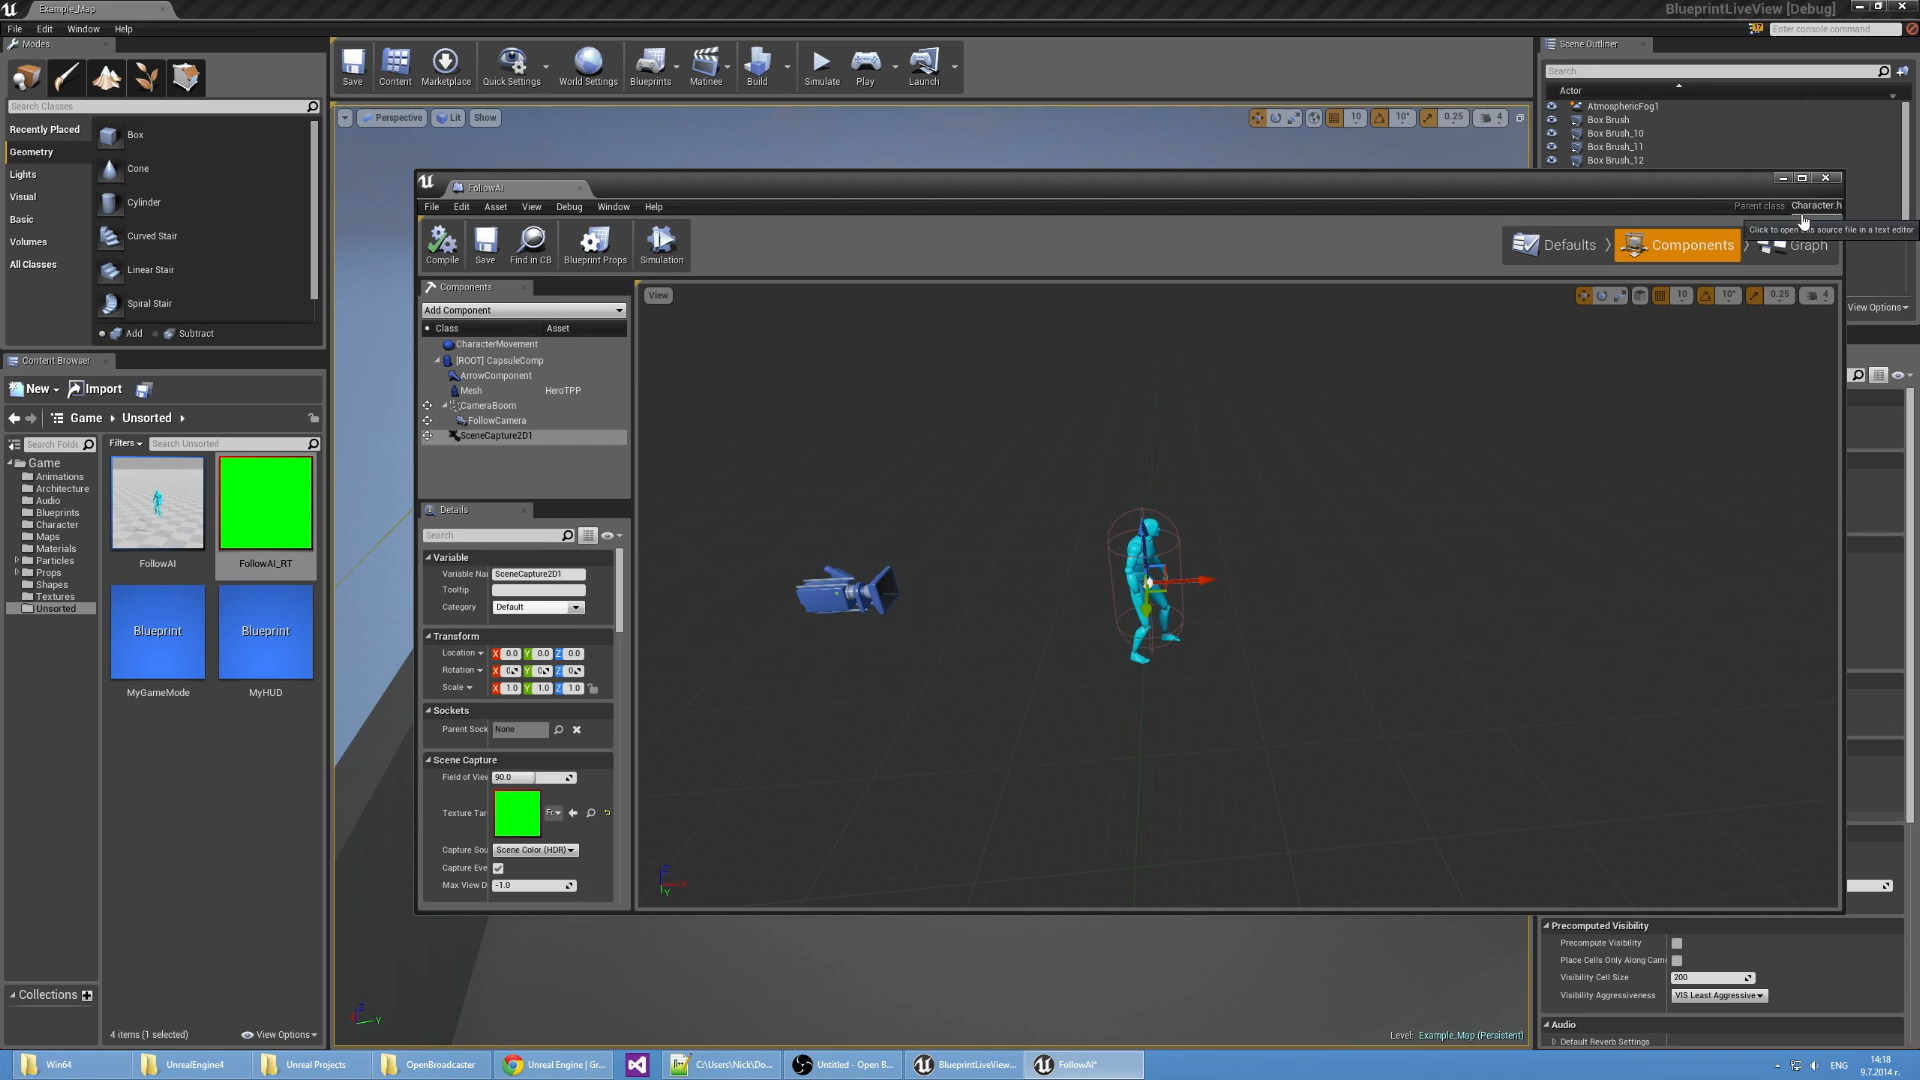 Example_Map
BlueprintLiveView [Debug]
File Edit Window Help
Enter console command
Modes
Search Classes
Recently Placed
Geometry
Lights
Visual
Basic
Volumes
All Classes
Box
Cone
Cylinder
Curved Stair
Linear Stair
Spiral Stair
Add Subtract
Save Content Marketplace Quick Settings World Settings Blueprints Matinee Build Simulate Play Launch
Perspective Lit Show
10 10° 0.25 4
Scene Outliner
Search...
Actor
AtmosphericFog1
Box Brush
Box Brush_10
Box Brush_11
Box Brush_12
View Options
FollowAI
File Edit Asset View Debug Window Help
Parent class: Character.h
Compile Save Find in CB Blueprint Props Simulation
Defaults Components Graph
Components
Add Component
Class Asset
CharacterMovement
[ROOT] CapsuleComp
ArrowComponent
Mesh HeroTPP
CameraBoom
FollowCamera
SceneCapture2D1
View
10 10° 0.25 4
Details
Search
Variable
Variable Na SceneCapture2D1
Tooltip
Category Default
Transform
Location X 0.0 Y 0.0 Z 0.0
Rotation X 0 Y 0 Z 0
Scale X 1.0 Y 1.0 Z 1.0
Sockets
Parent Sock None
Scene Capture
Field of View 90.0
Texture Tar
Capture Sou Scene Color (HDR)
Capture Eve
Max View D -1.0
Z X Y
Content Browser
New Import
Game Unsorted
Search Folde
Filters Search Unsorted
Game
Animations
Architecture
Audio
Blueprints
Character
Maps
Materials
Particles
Props
Shapes
Textures
Unsorted
FollowAI FollowAI_RT
Blueprint Blueprint
MyGameMode MyHUD
Collections
4 items (1 selected) View Options
Z Y
Level: Example_Map (Persistent)
Precomputed Visibility
Precompute Visibility
Place Cells Only Along Cam
Visibility Cell Size 200
Visibility Aggressiveness VIS Least Aggressive
Audio
Default Reverb Settings
Win64 UnrealEngine4 Unreal Projects OpenBroadcaster Unreal Engine | Gr... C:\Users\Nick\Do... Untitled - Open B... BlueprintLiveView... FollowAI*
ENG
14:18
9.7.2014 г.